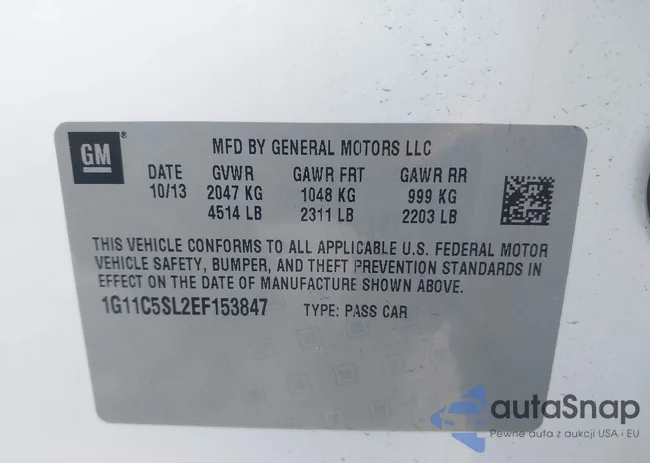 GM®
MFD BY GENERAL MOTORS LLC
DATE GVWR GAWR FRT GAWR RR
10/13 2047 KG 1048 KG 999 KG
4514 LB 2311 LB 2203 LB
THIS VEHICLE CONFORMS TO ALL APPLICABLE U.S. FEDERAL MOTOR
VEHICLE SAFETY, BUMPER, AND THEFT PREVENTION STANDARDS IN
EFFECT ON THE DATE OF MANUFACTURE SHOWN ABOVE.
1G11C5SL2EF153847 TYPE: PASS CAR
autaSnap
Pewne auta z aukcji USA i EU